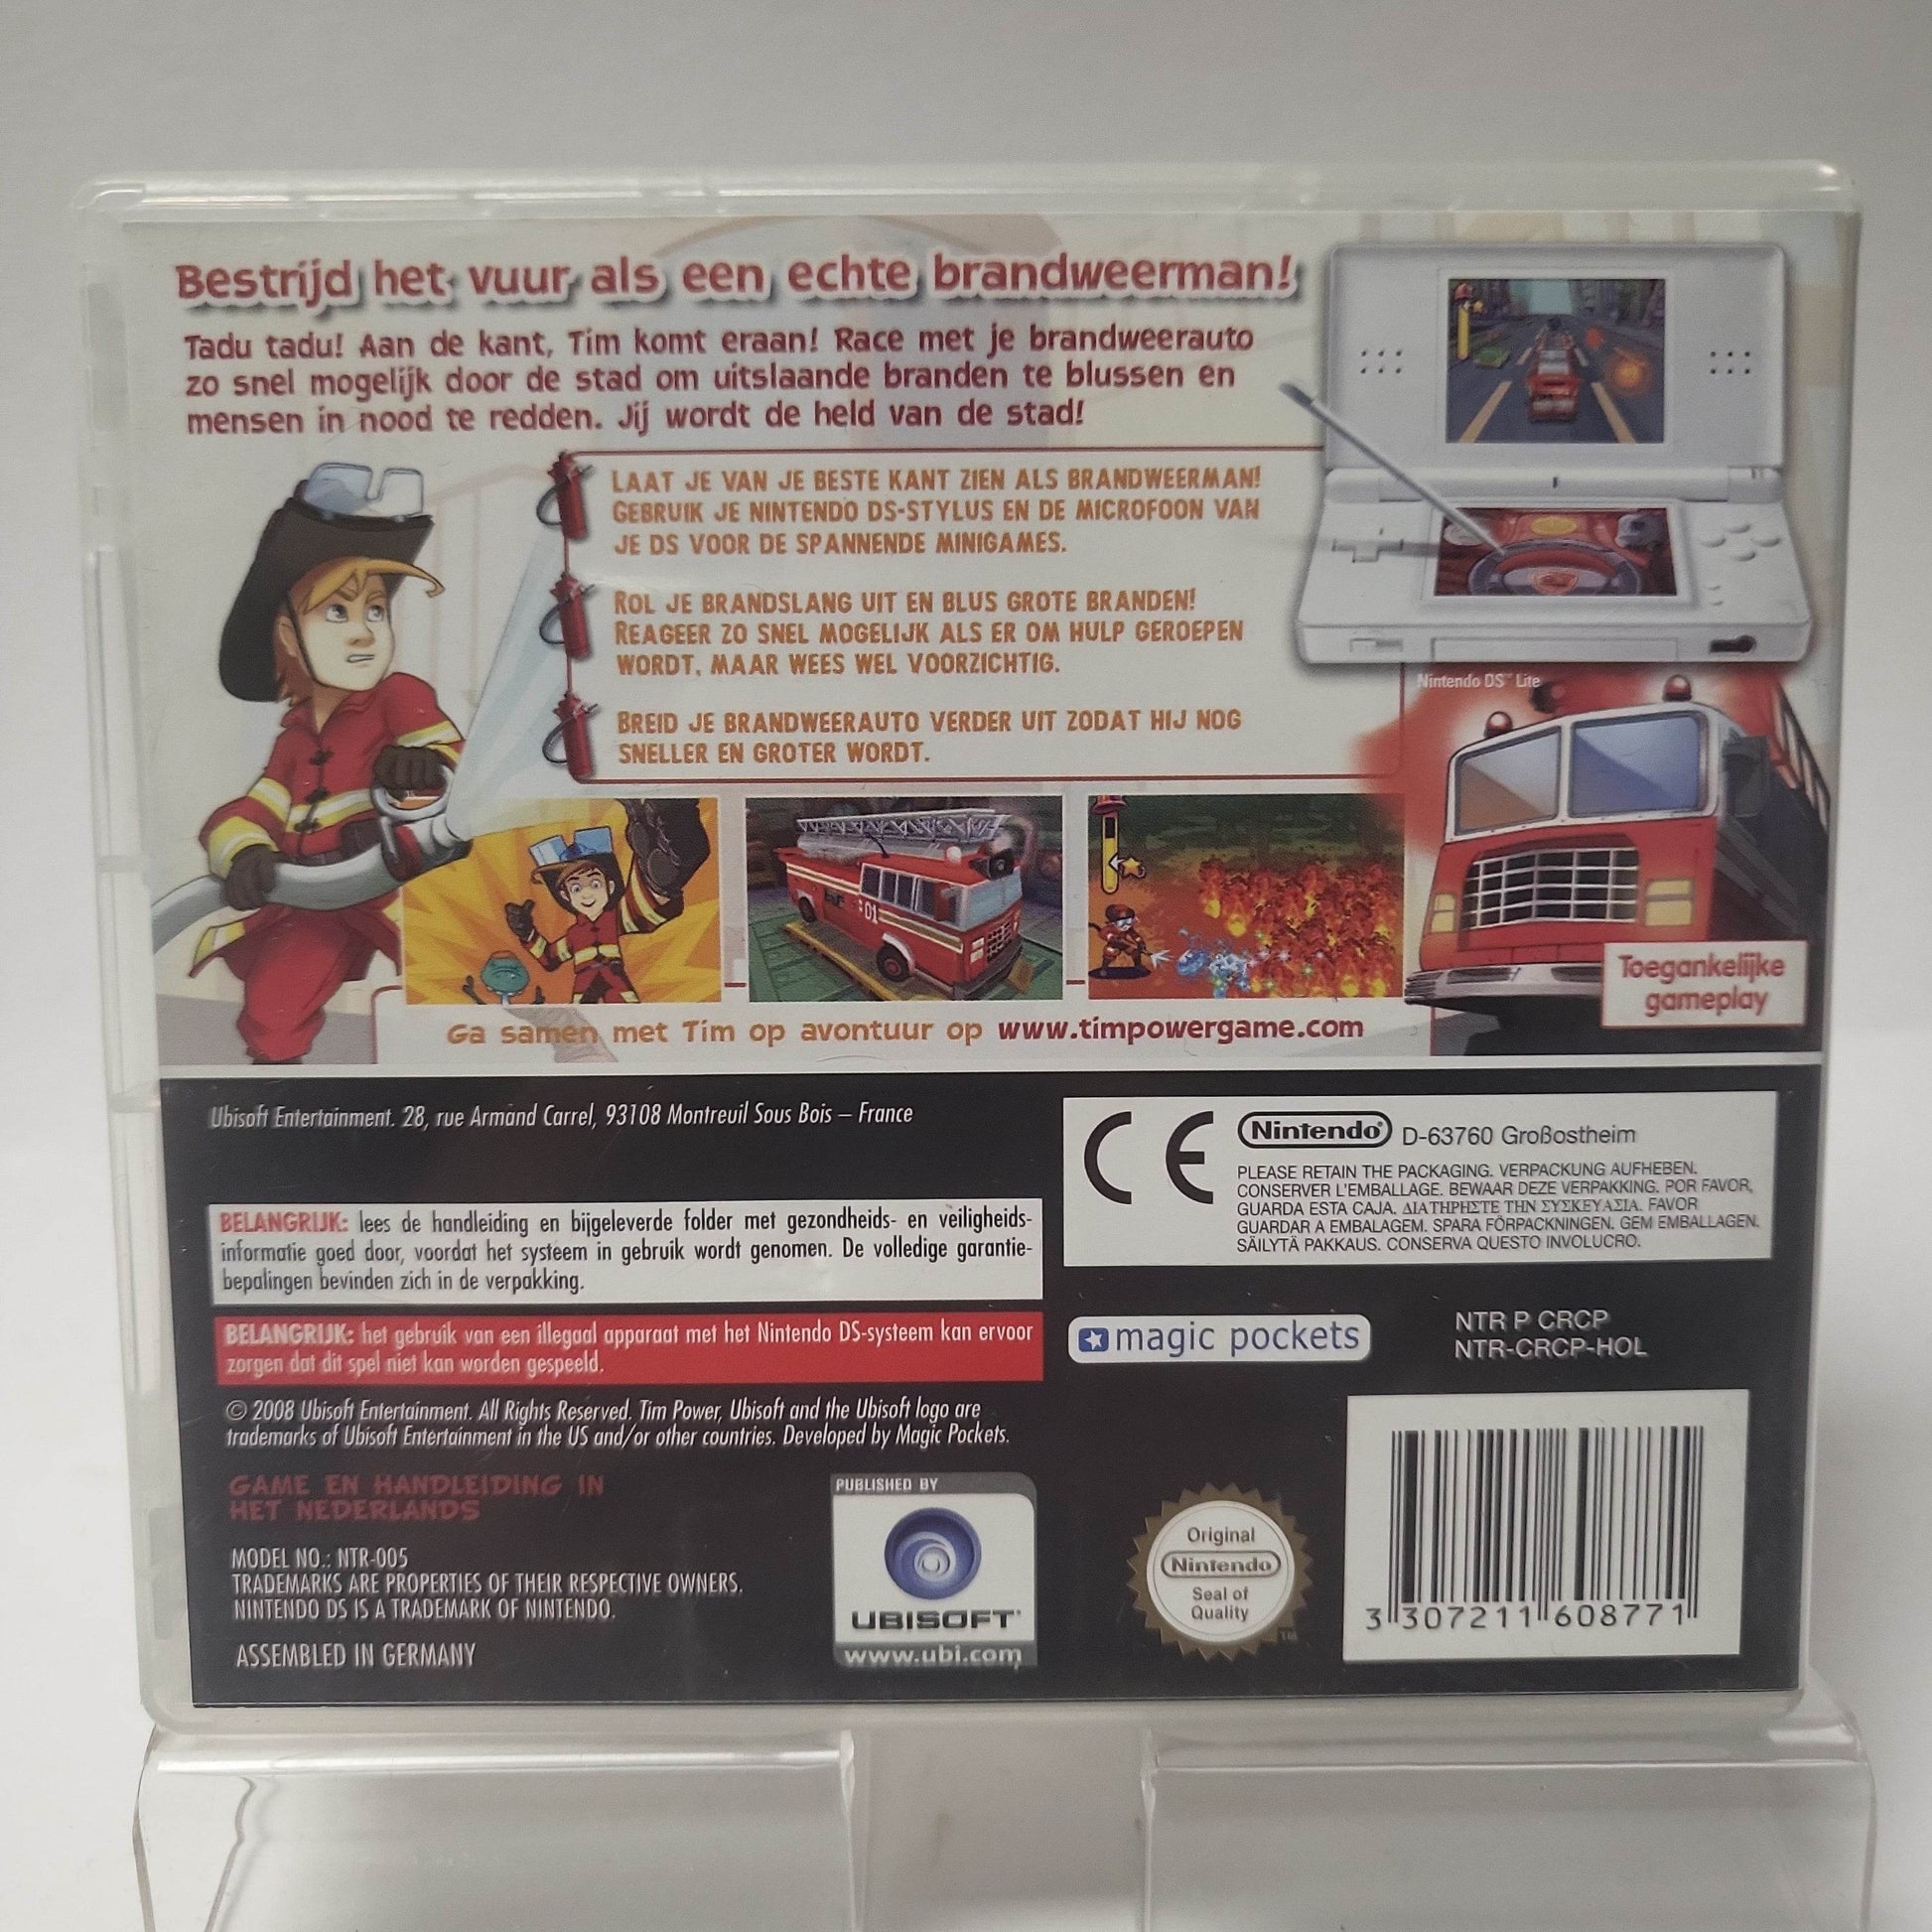 Bestrijd het vuur als een echte brandweerman!
Tadu tadu! Aan de kant, Tim komt eraan! Race met je brandweerauto
zo snel mogelijk door de stad om uitslaande branden te blussen en
mensen in nood te redden. Jij wordt de held van de stad!
LAAT JE VAN JE BESTE KANT ZIEN ALS BRANDWEERMAN!
GEBRUIK JE NINTENDO DS-STYLUS EN DE MICROFOON VAN
JE DS VOOR DE SPANNENDE MINIGAMES.
ROL JE BRANDSLANG UIT EN BLUS GROTE BRANDEN!
REAGEER ZO SNEL MOGELIJK ALS ER OM HULP GEROEPEN
WORDT, MAAR WEES WEL VOORZICHTIG.
BREID JE BRANDWEERAUTO VERDER UIT ZODAT HIJ NOG
SNELLER EN GROTER WORDT.
Nintendo DS™ Lite
01
Toegankelijke
gameplay
Ga samen met Tim op avontuur op www.timpowergame.com
Ubisoft Entertainment. 28, rue Armand Carrel, 93108 Montreuil Sous Bois – France
CE
Nintendo® D-63760 Großostheim
PLEASE RETAIN THE PACKAGING. VERPACKUNG AUFHEBEN.
CONSERVER L'EMBALLAGE. BEWAAR DEZE VERPAKKING. POR FAVOR,
GUARDA ESTA CAJA. ΔΙΑΤΗΡΗΣΤΕ ΤΗΝ ΣΥΣΚΕΥΑΣΙΑ. FAVOR
GUARDAR A EMBALAGEM. SPARA FÖRPACKNINGEN. GEM EMBALLAGEN.
SÄILYTÄ PAKKAUS. CONSERVA QUESTO INVOLUCRO.
BELANGRIJK: lees de handleiding en bijgeleverde folder met gezondheids- en veiligheids-
informatie goed door, voordat het systeem in gebruik wordt genomen. De volledige garantie-
bepalingen bevinden zich in de verpakking.
BELANGRIJK: het gebruik van een illegaal apparaat met het Nintendo DS-systeem kan ervoor
zorgen dat dit spel niet kan worden gespeeld.
magic pockets
NTR P CRCP
NTR-CRCP-HOL
© 2008 Ubisoft Entertainment. All Rights Reserved. Tim Power, Ubisoft and the Ubisoft logo are
trademarks of Ubisoft Entertainment in the US and/or other countries. Developed by Magic Pockets.
GAME EN HANDLEIDING IN
HET NEDERLANDS
MODEL NO.: NTR-005
TRADEMARKS ARE PROPERTIES OF THEIR RESPECTIVE OWNERS.
NINTENDO DS IS A TRADEMARK OF NINTENDO.
ASSEMBLED IN GERMANY
PUBLISHED BY
UBISOFT
www.ubi.com
Original
Nintendo
Seal of
Quality
TM
3 307211 608771